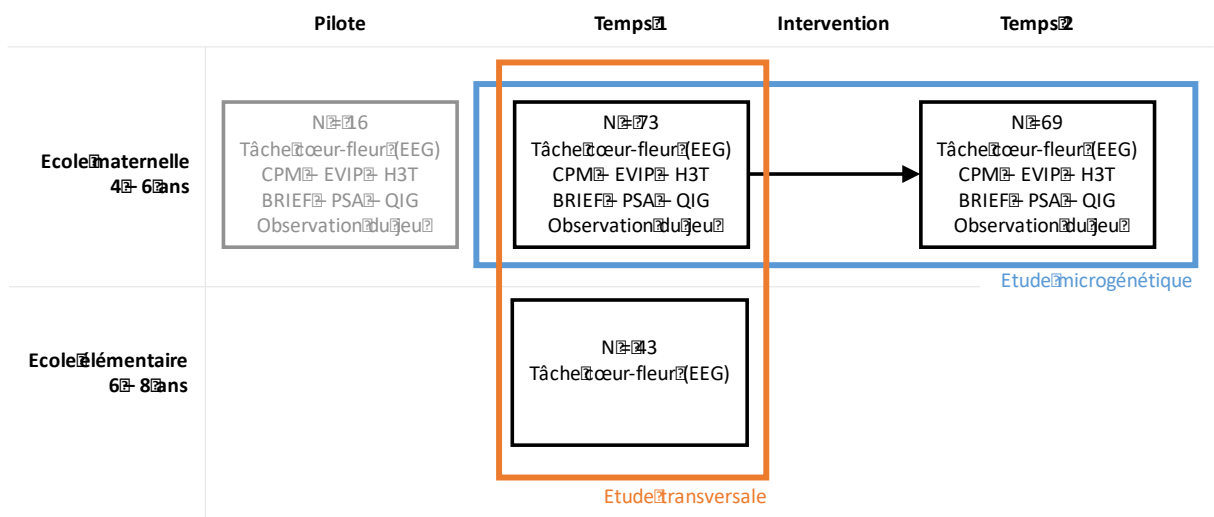 Pilote
Temps 1
Intervention
Temps 2
Ecole maternelle
4 – 6 ans
N = 16
Tâche cœur-fleur (EEG)
CPM – EVIP – H3T
BRIEF – PSA – QIG
Observation du jeu
N = 73
Tâche cœur-fleur (EEG)
CPM – EVIP – H3T
BRIEF – PSA – QIG
Observation du jeu
N =69
Tâche cœur-fleur (EEG)
CPM – EVIP – H3T
BRIEF – PSA – QIG
Observation du jeu
Etude microgénétique
Ecole élémentaire
6 – 8 ans
N = 43
Tâche cœur-fleur (EEG)
Etude transversale